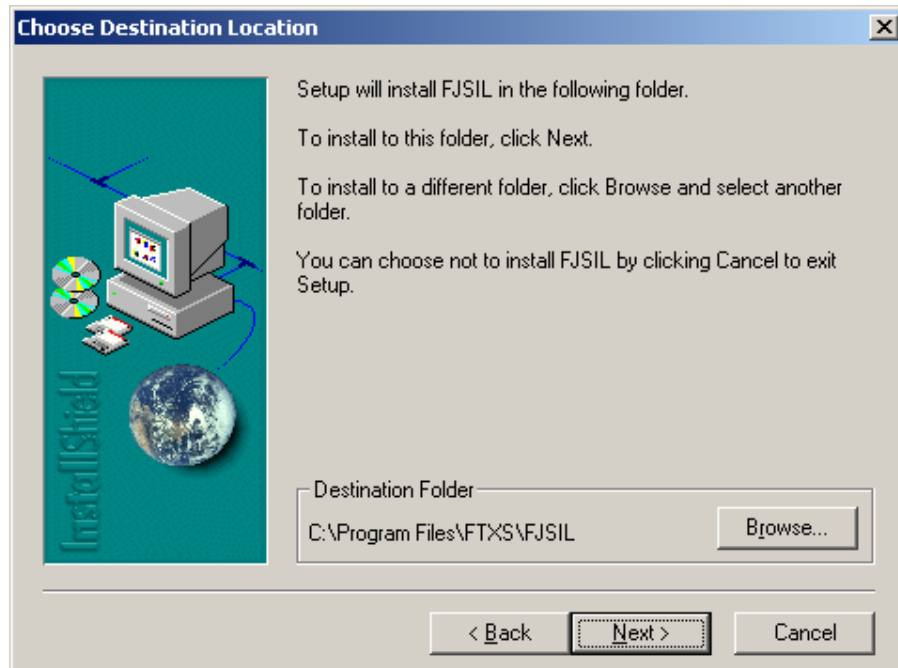 Choose Destination Location
Setup will install FJSIL in the following folder.
To install to this folder, click Next.
To install to a different folder, click Browse and select another
folder.
You can choose not to install FJSIL by clicking Cancel to exit
Setup.
InstallShield
Destination Folder
C:\Program Files\FTXS\FJSIL
Browse...
< Back
Next >
Cancel